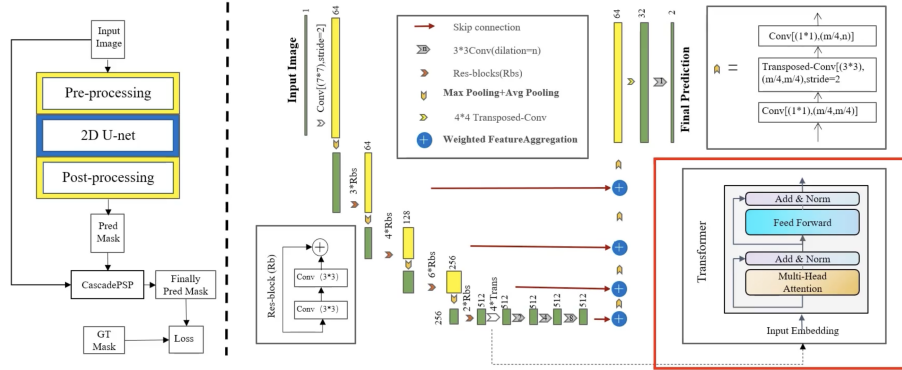 Input
Image
Pre-processing
2D U-net
Post-processing
Pred
Mask
CascadePSP
Finally
Pred Mask
GT
Mask
Loss
Input Image
1
Conv[(7*7),stride=2]
64
3*Rbs
64
4*Rbs
128
6*Rbs
256
256
2*Rbs
512
4*Trans
512
512
512
512
Res-block (Rb)
Conv (3*3)
Conv (3*3)
Skip connection
3*3Conv(dilation=n)
Res-blocks(Rbs)
Max Pooling+Avg Pooling
4*4 Transposed-Conv
Weighted FeatureAggregation
64
32
2
1
Final Prediction
=
Conv[(1*1),(m/4,n)]
Transposed-Conv[(3*3),
(m/4,m/4),stride=2
Conv[(1*1),(m/4,m/4)]
Transformer
Add & Norm
Feed Forward
Add & Norm
Multi-Head
Attention
Input Embedding